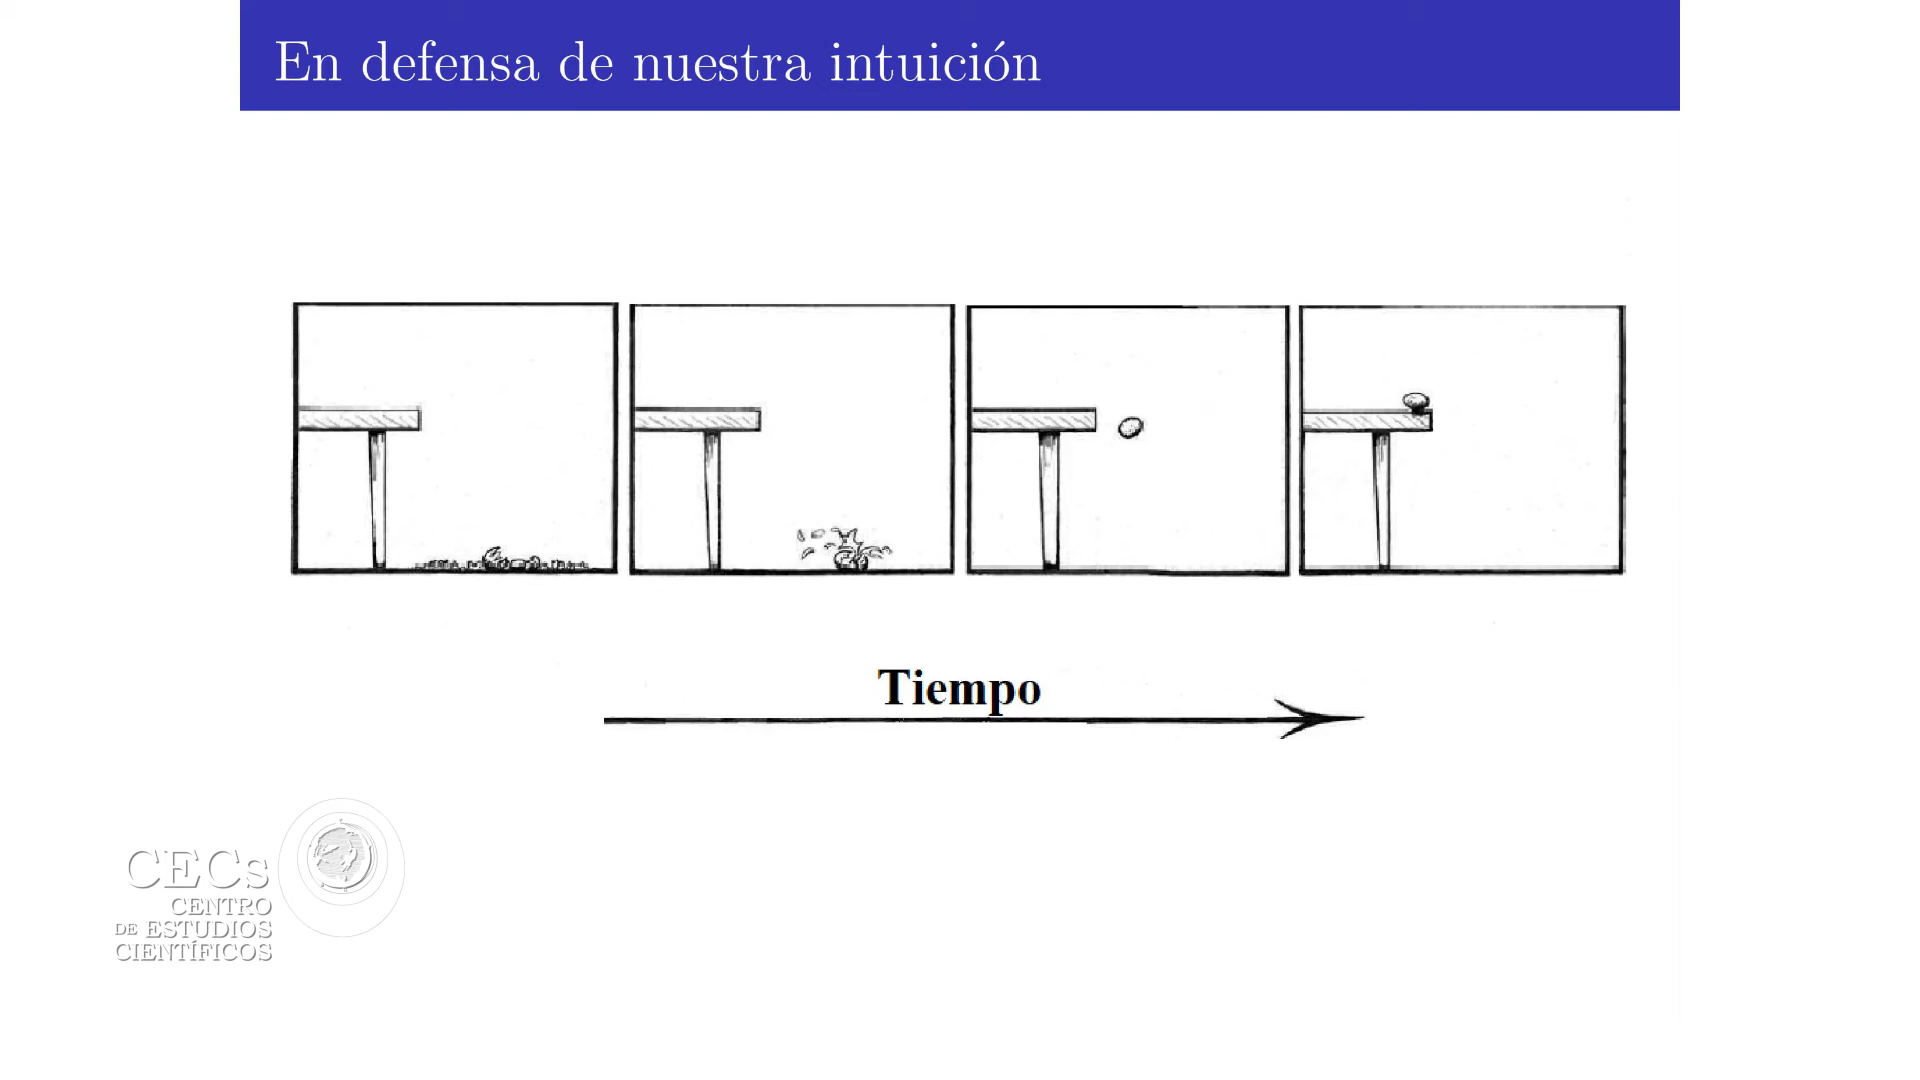 En defensa de nuestra intuición
Tiempo
CECs
CENTRO
DE ESTUDIOS
CIENTÍFICOS